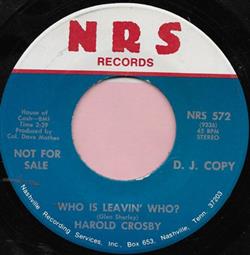 NRS
RECORDS
House of
Cash-BMI
Time 2:39
Produced by
Col. Dave Mathes
NRS 572
(9336)
45 RPM
STEREO
NOT FOR
SALE
D. J. COPY
WHO IS LEAVIN' WHO?
(Glen Sherley)
HAROLD CROSBY
Nashville Recording Services, Inc., Box 653, Nashville, Tenn. 37203